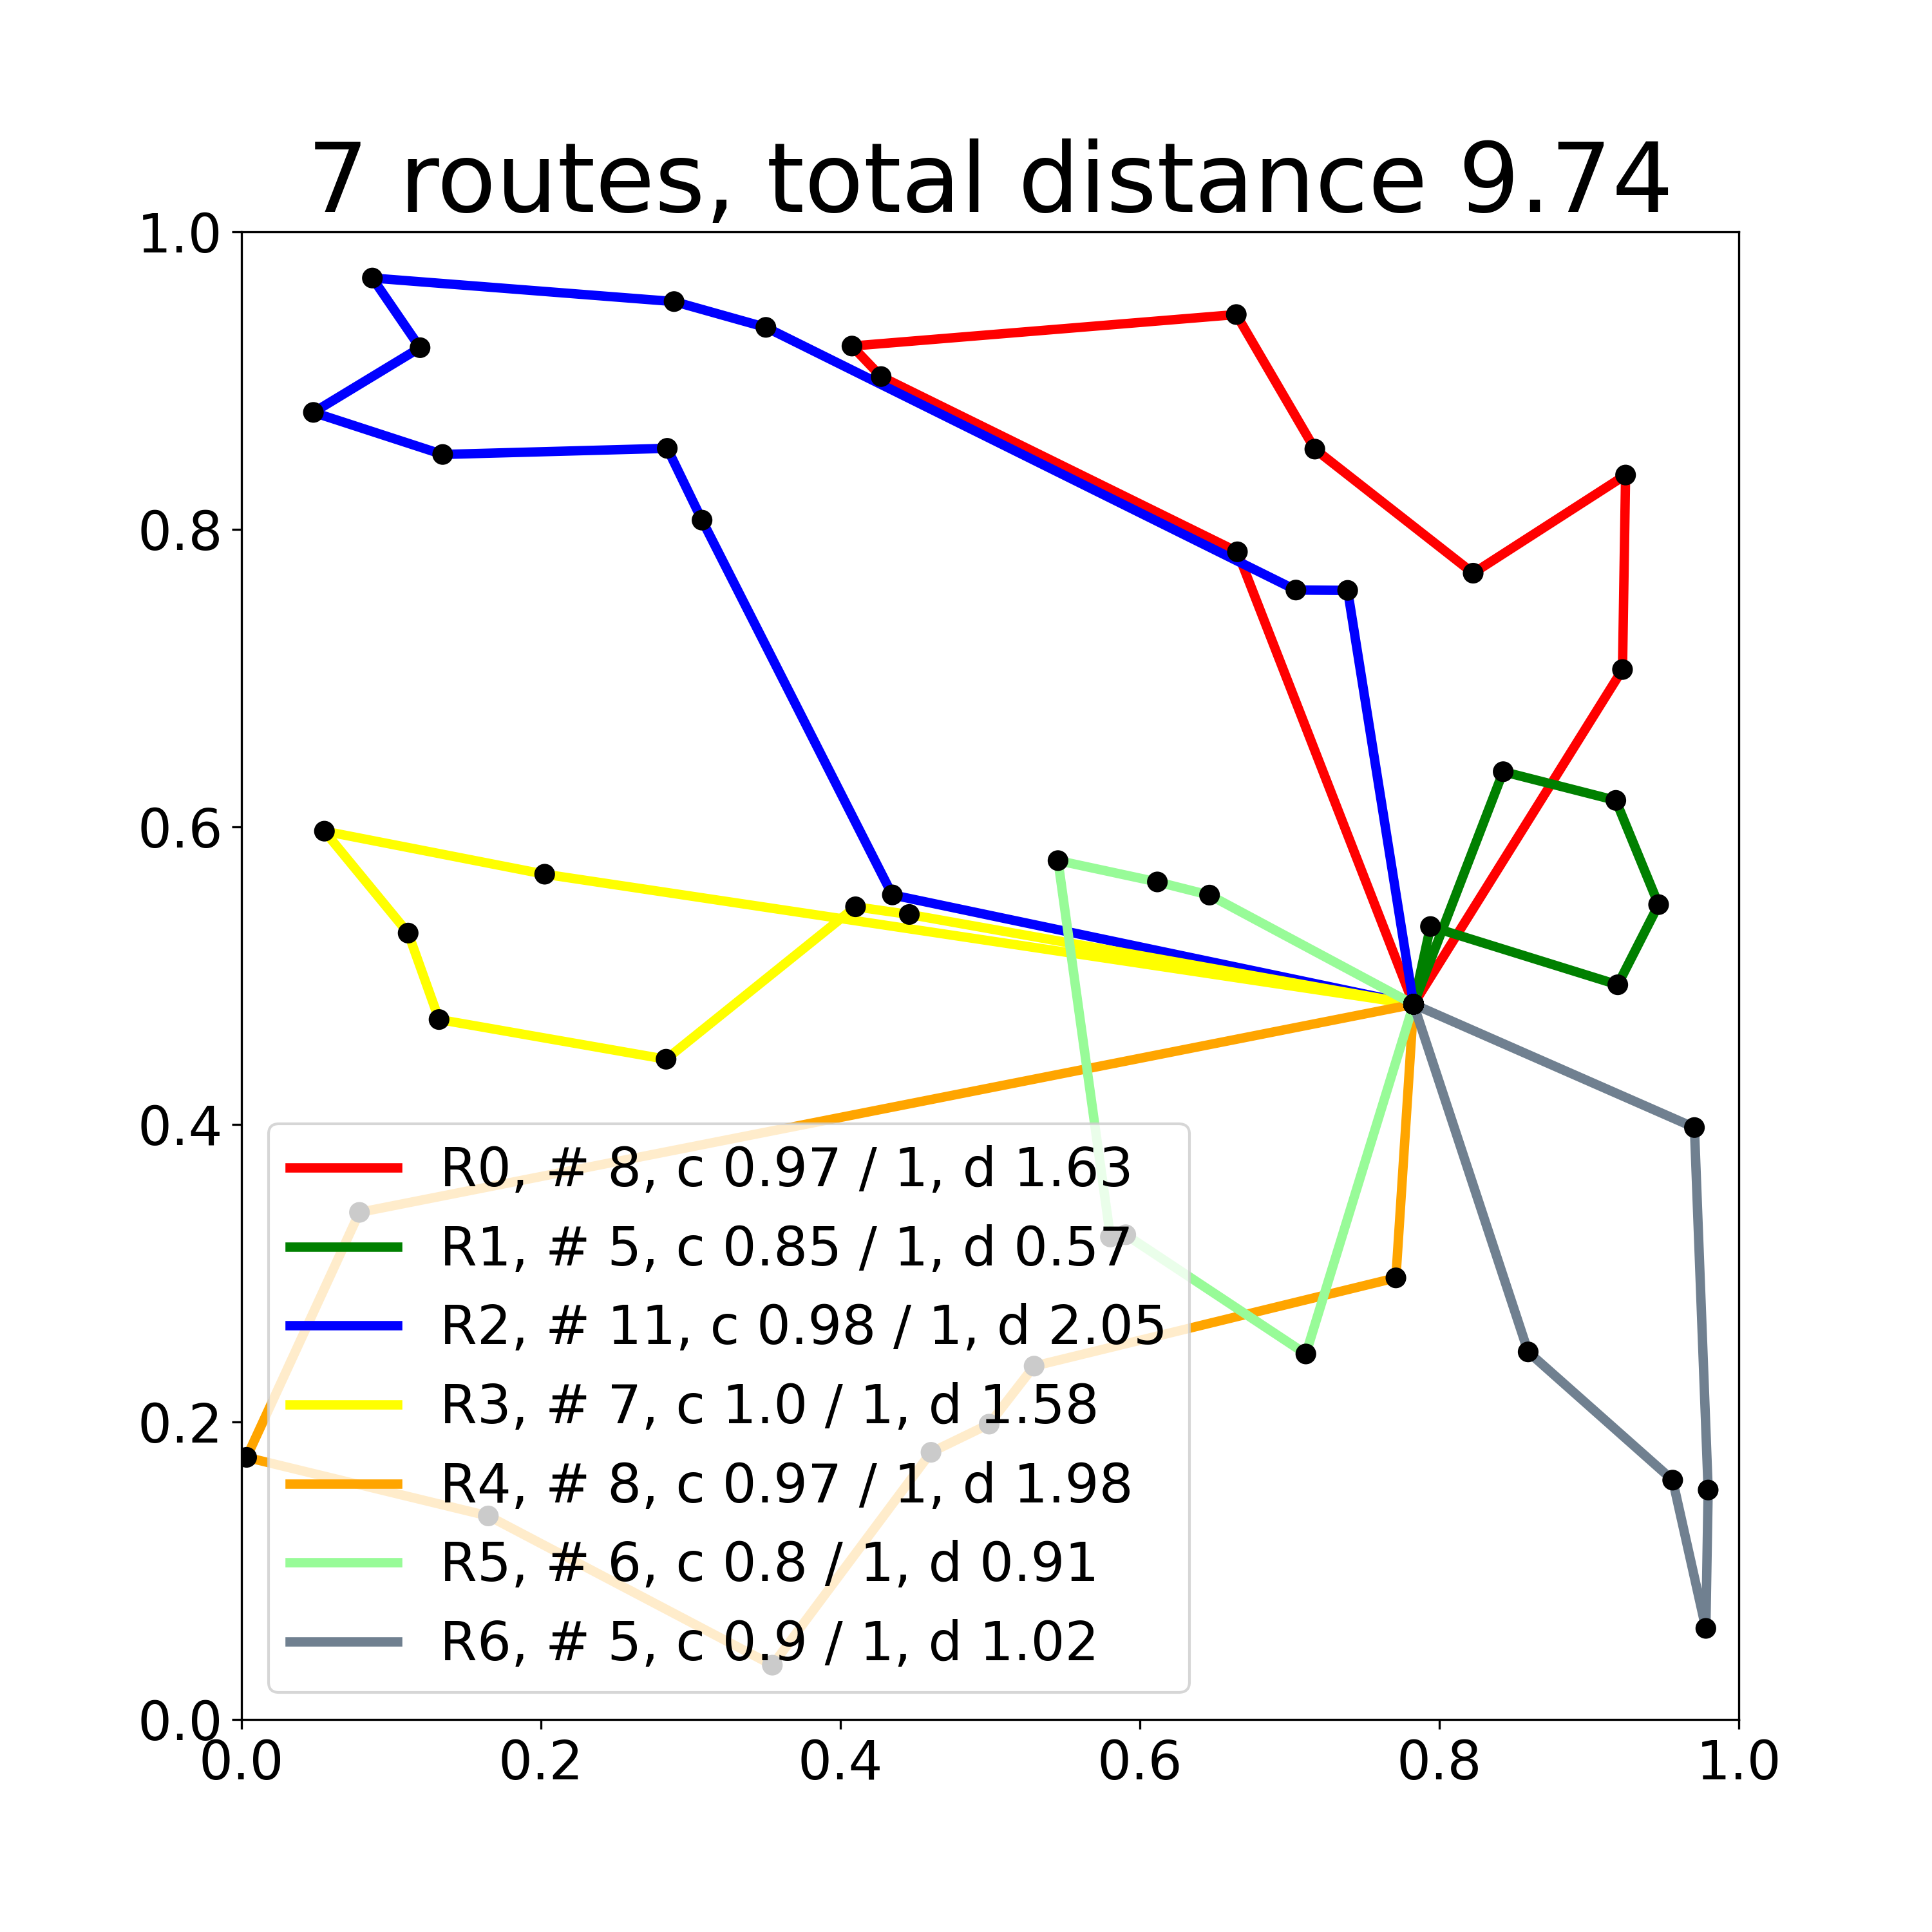 7 routes, total distance 9.74
1.0
0.8
0.6
0.4
0.2
0.0
R0, # 8, c 0.97 / 1, d 1.63
R1, # 5, c 0.85 / 1, d 0.57
R2, # 11, c 0.98 / 1, d 2.05
R3, # 7, c 1.0 / 1, d 1.58
R4, # 8, c 0.97 / 1, d 1.98
R5, # 6, c 0.8 / 1, d 0.91
R6, # 5, c 0.9 / 1, d 1.02
0.0 0.2 0.4 0.6 0.8 1.0